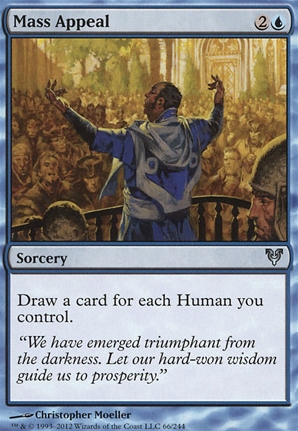 Mass Appeal 2
Sorcery
Draw a card for each Human you
control.
“We have emerged triumphant from
the darkness. Let our hard-won wisdom
guide us to prosperity.”
Christopher Moeller
™ & © 1993–2012 Wizards of the Coast LLC 66/244